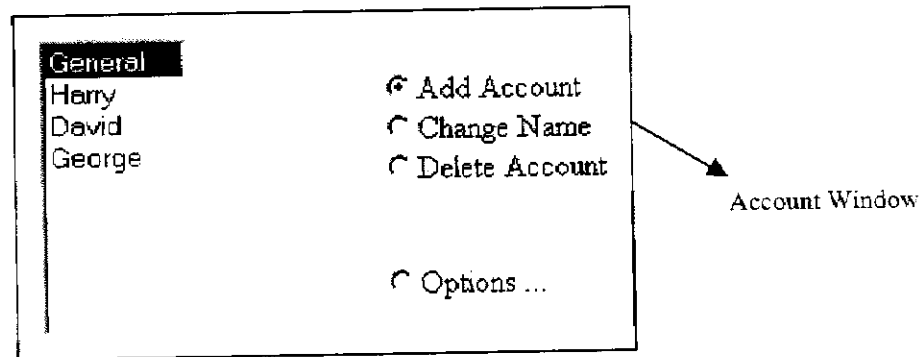 General
Harry
David
George
Add Account
Change Name
Delete Account
Options ...
Account Window